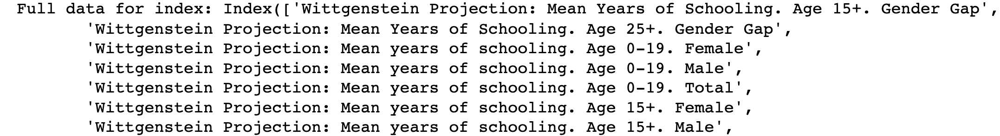 Full data for index: Index(['Wittgenstein Projection: Mean Years of Schooling. Age 15+. Gender Gap',
'Wittgenstein Projection: Mean Years of Schooling. Age 25+. Gender Gap',
'Wittgenstein Projection: Mean years of schooling. Age 0-19. Female',
'Wittgenstein Projection: Mean years of schooling. Age 0-19. Male',
'Wittgenstein Projection: Mean years of schooling. Age 0-19. Total',
'Wittgenstein Projection: Mean years of schooling. Age 15+. Female',
'Wittgenstein Projection: Mean years of schooling. Age 15+. Male',